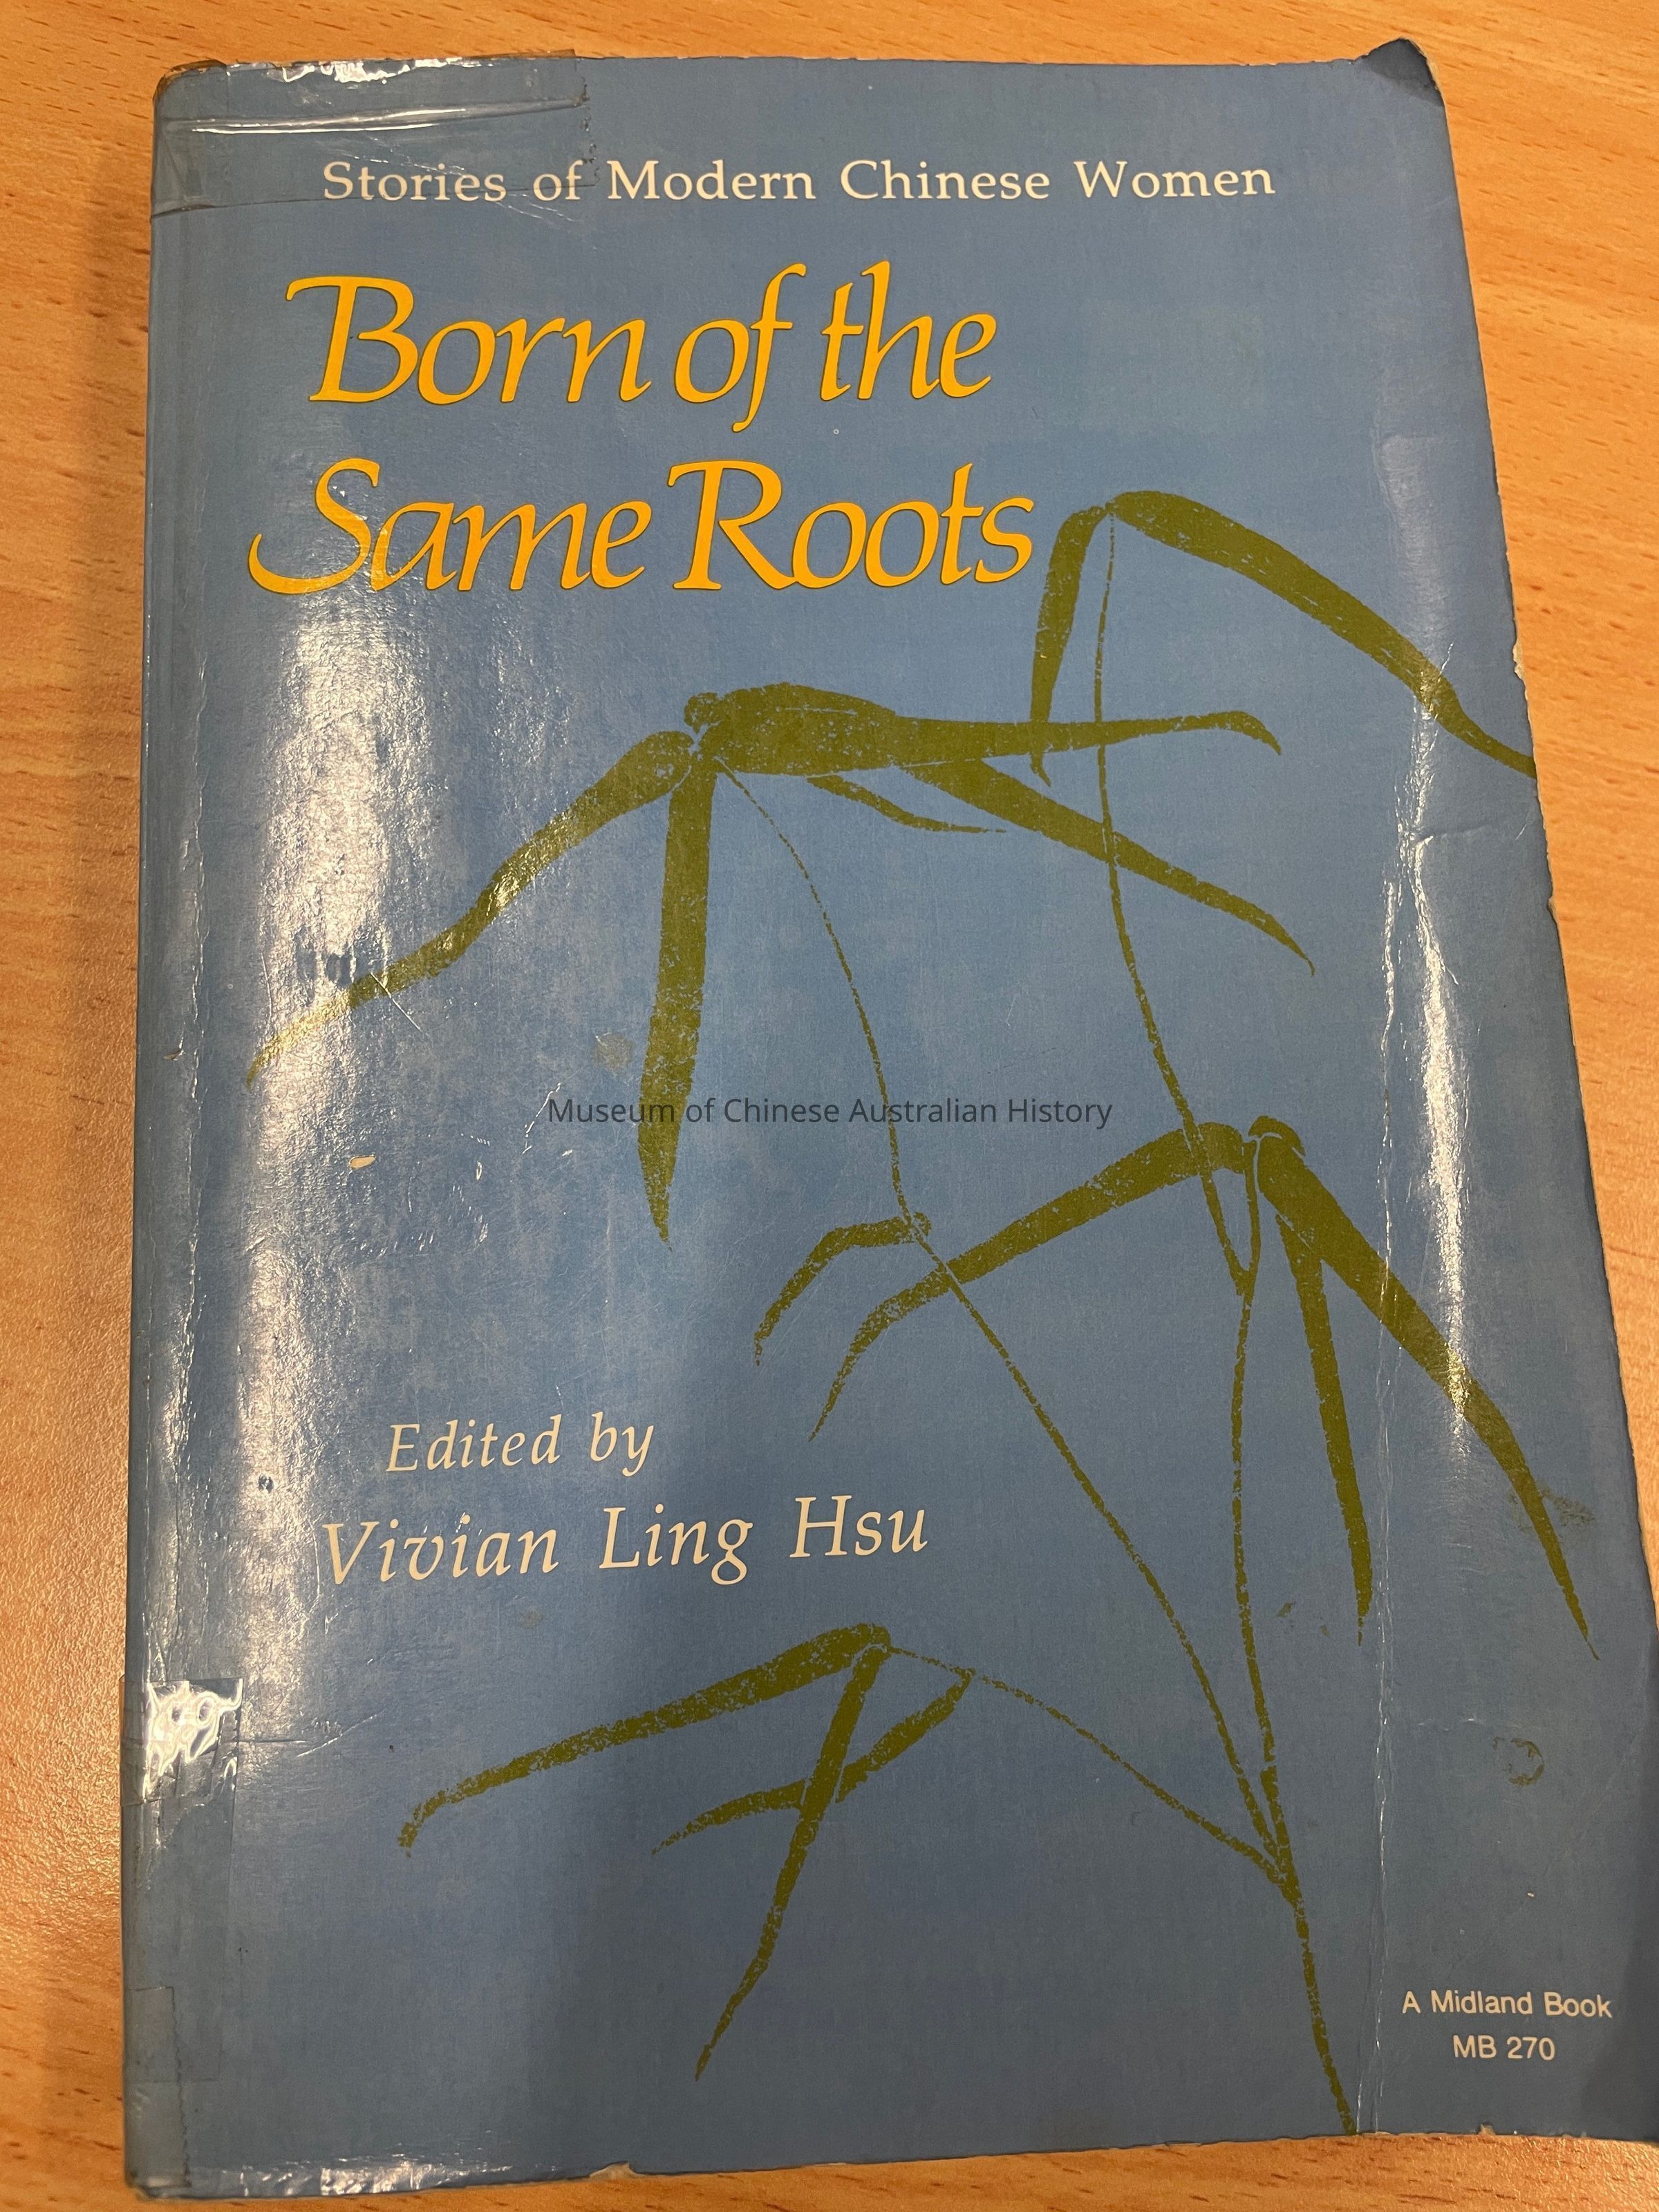 Stories of Modern Chinese Women
Born of the
Same Roots
Museum of Chinese Australian History
Edited by
Vivian Ling Hsu
A Midland Book
MB 270